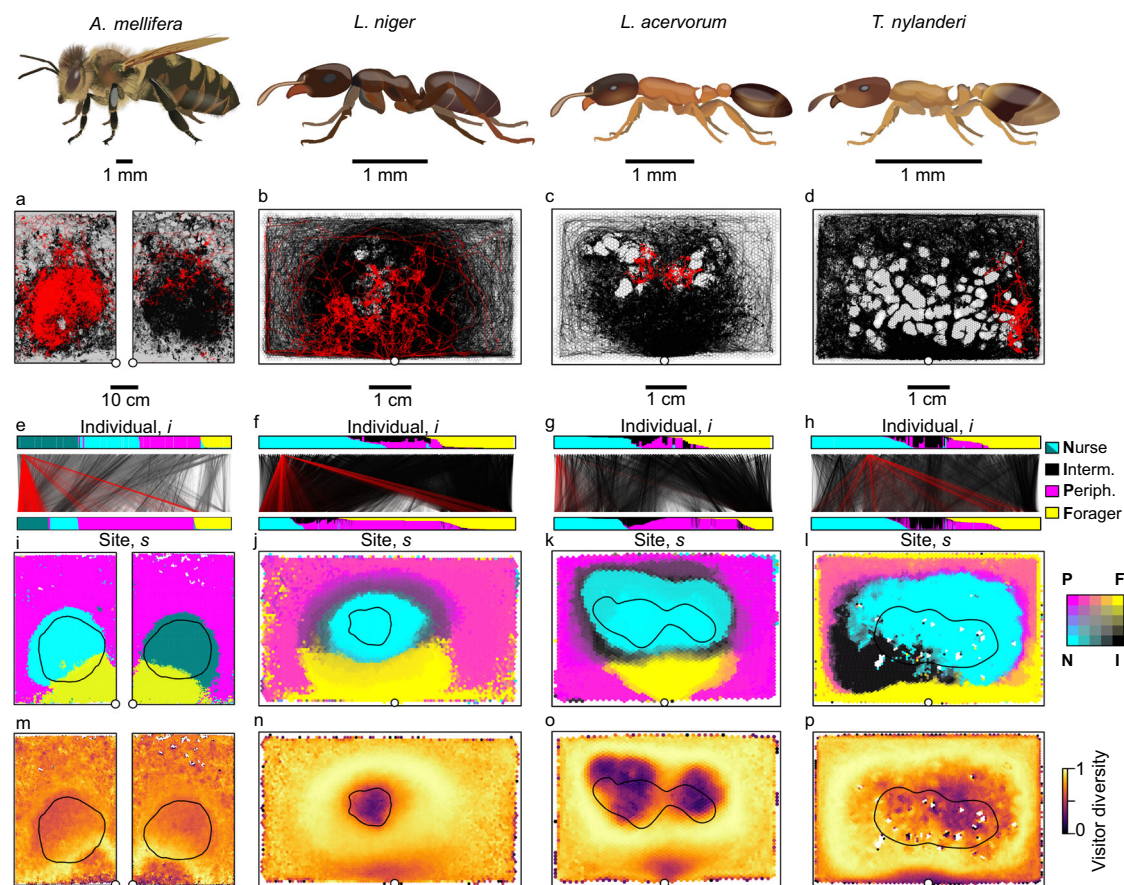 A. mellifera
L. niger
L. acervorum
T. nylanderi
1 mm
1 mm
1 mm
1 mm
a
b
c
d
10 cm
1 cm
1 cm
1 cm
e
Individual, i
f
Individual, i
g
Individual, i
h
Individual, i
Nurse
Interm.
Periph.
Forager
i
Site, s
j
Site, s
k
Site, s
l
Site, s
P F
N I
m
n
o
p
1
0
Visitor diversity